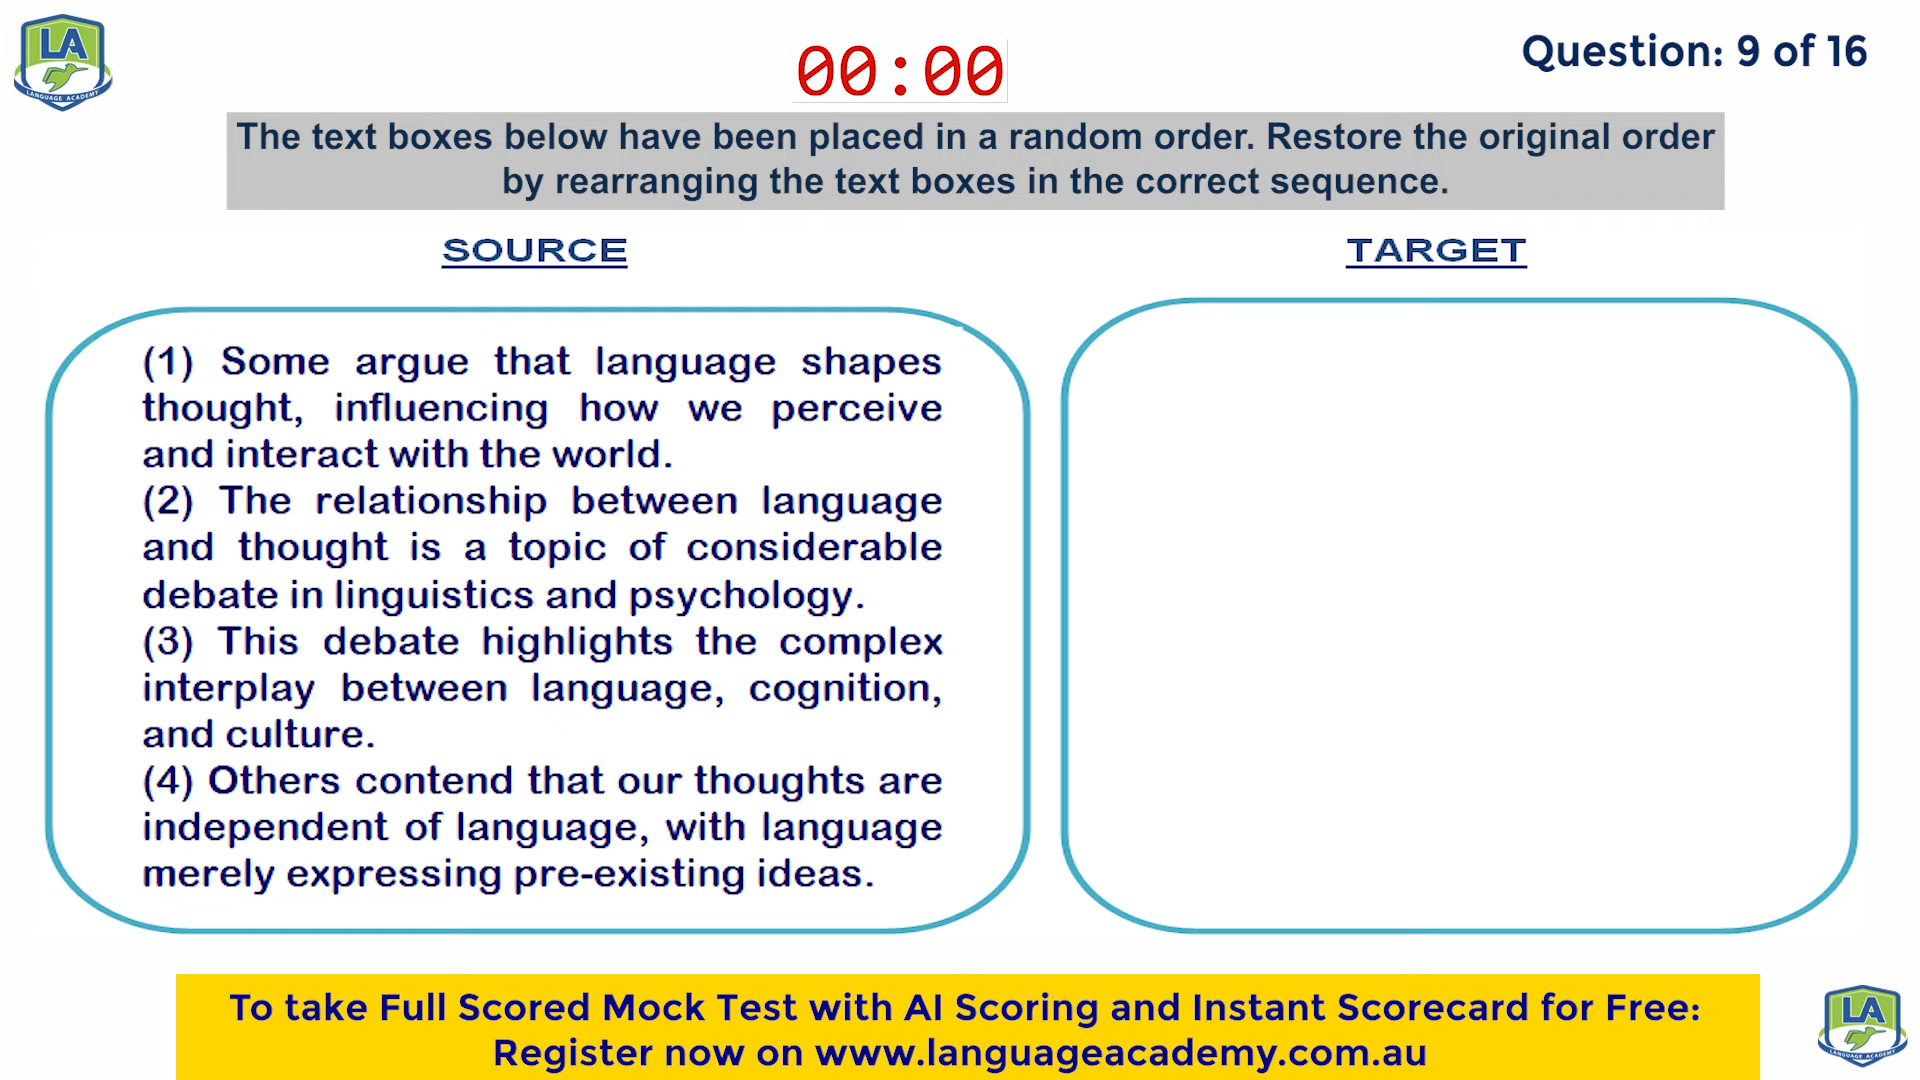 LA
LANGUAGE ACADEMY
00:00
Question: 9 of 16
The text boxes below have been placed in a random order. Restore the original order
by rearranging the text boxes in the correct sequence.
SOURCE
TARGET
(1) Some argue that language shapes
thought, influencing how we perceive
and interact with the world.
(2) The relationship between language
and thought is a topic of considerable
debate in linguistics and psychology.
(3) This debate highlights the complex
interplay between language, cognition,
and culture.
(4) Others contend that our thoughts are
independent of language, with language
merely expressing pre-existing ideas.
To take Full Scored Mock Test with AI Scoring and Instant Scorecard for Free:
Register now on www.languageacademy.com.au
LA
LANGUAGE ACADEMY